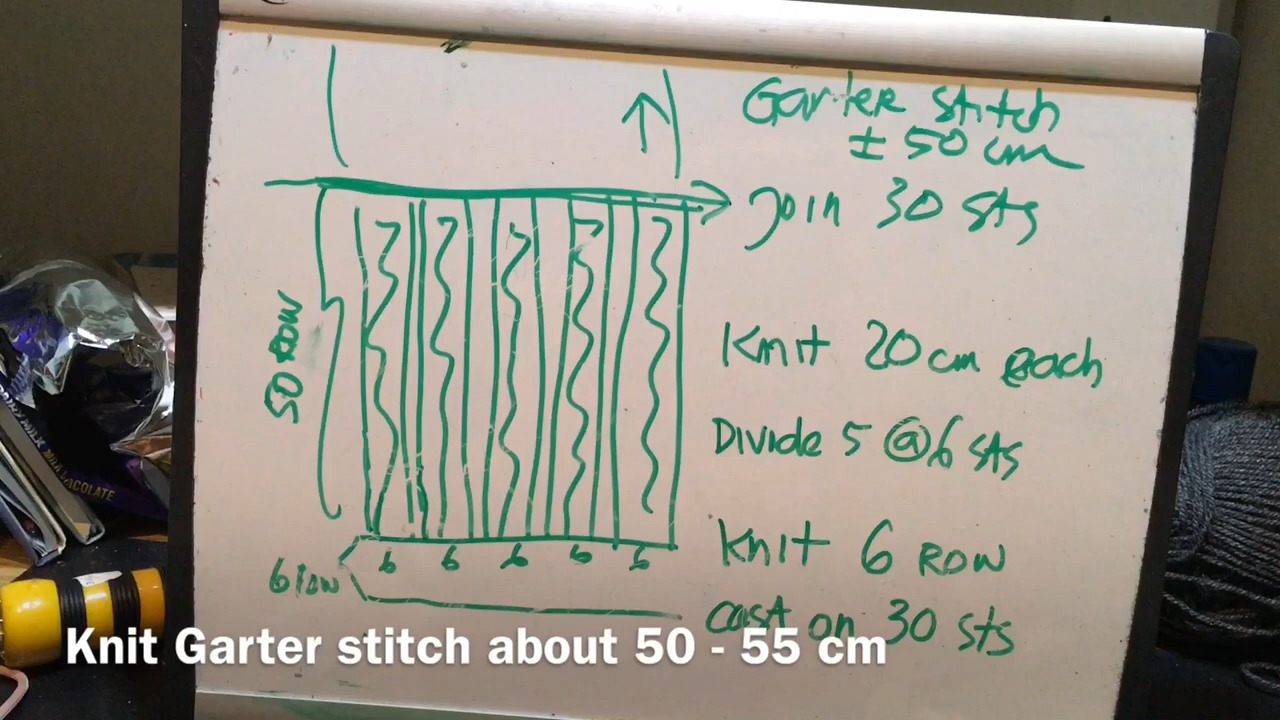 Garter stitch
± 50 cm
Join 30 sts
Knit 20 cm each
Divide 5 @ 6 sts
Knit 6 Row
cast on 30 sts
50 ROW
6 6 6 6 6
6 row
COLATE
Knit Garter stitch about 50 - 55 cm